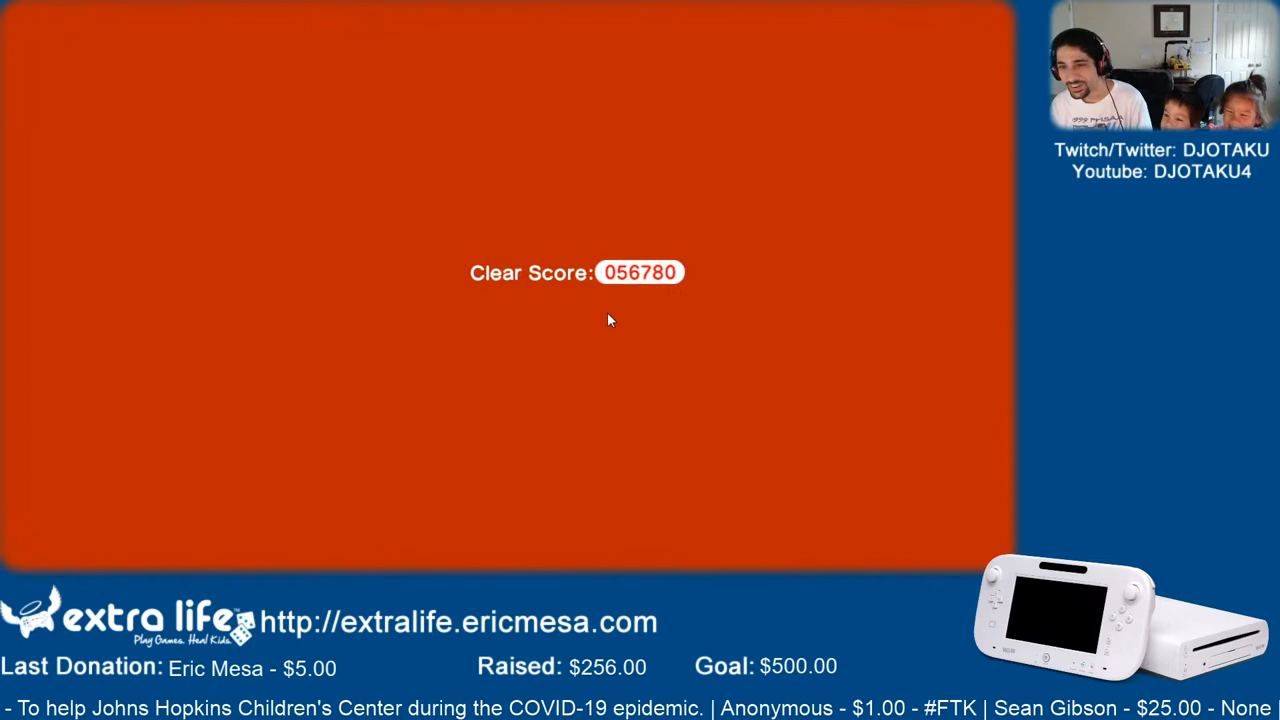 Twitch/Twitter: DJOTAKU
Youtube: DJOTAKU4
Clear Score: 056780
extra life
Play Games. Heal Kids.
http://extralife.ericmesa.com
Last Donation: Eric Mesa - $5.00 Raised: $256.00 Goal: $500.00
- To help Johns Hopkins Children's Center during the COVID-19 epidemic. | Anonymous - $1.00 - #FTK | Sean Gibson - $25.00 - None